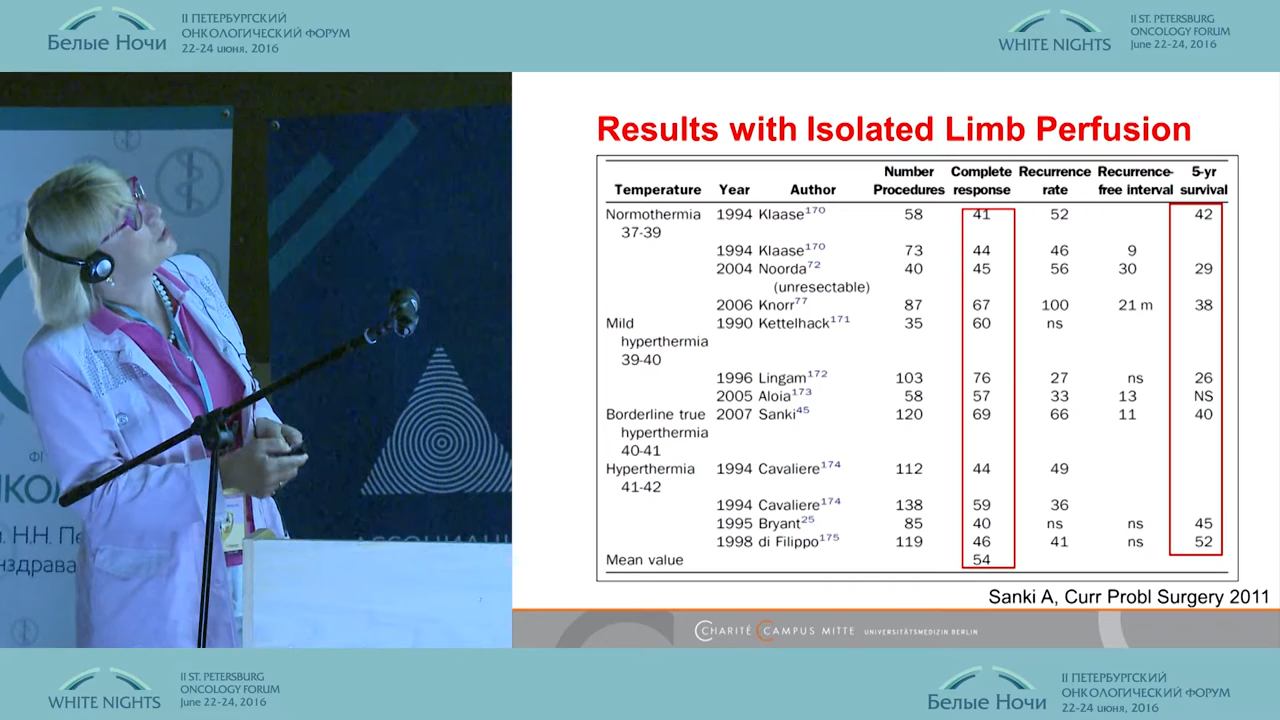 Белые Ночи
II ПЕТЕРБУРГСКИЙ
ОНКОЛОГИЧЕСКИЙ ФОРУМ
22-24 июня, 2016
WHITE NIGHTS
II ST. PETERSBURG
ONCOLOGY FORUM
June 22-24, 2016
Н.Н. Пе
нздрава
АССОЦИАЦ
Results with Isolated Limb Perfusion
Number Complete Recurrence Recurrence- 5-yr
Temperature Year Author Procedures response rate free interval survival
Normothermia 1994 Klaase170 58 41 52 42
37-39
1994 Klaase170 73 44 46 9
2004 Noorda72 40 45 56 30 29
(unresectable)
2006 Knorr77 87 67 100 21 m 38
Mild 1990 Kettelhack171 35 60 ns
hyperthermia
39-40
1996 Lingam172 103 76 27 ns 26
2005 Aloia173 58 57 33 13 NS
Borderline true 2007 Sanki45 120 69 66 11 40
hyperthermia
40-41
Hyperthermia 1994 Cavaliere174 112 44 49
41-42
1994 Cavaliere174 138 59 36
1995 Bryant25 85 40 ns ns 45
1998 di Filippo175 119 46 41 ns 52
Mean value 54
Sanki A, Curr Probl Surgery 2011
CHARITÉ CAMPUS MITTE UNIVERSITÄTSMEDIZIN BERLIN
WHITE NIGHTS
II ST. PETERSBURG
ONCOLOGY FORUM
June 22-24, 2016
Белые Ночи
II ПЕТЕРБУРГСКИЙ
ОНКОЛОГИЧЕСКИЙ ФОРУМ
22-24 июня, 2016